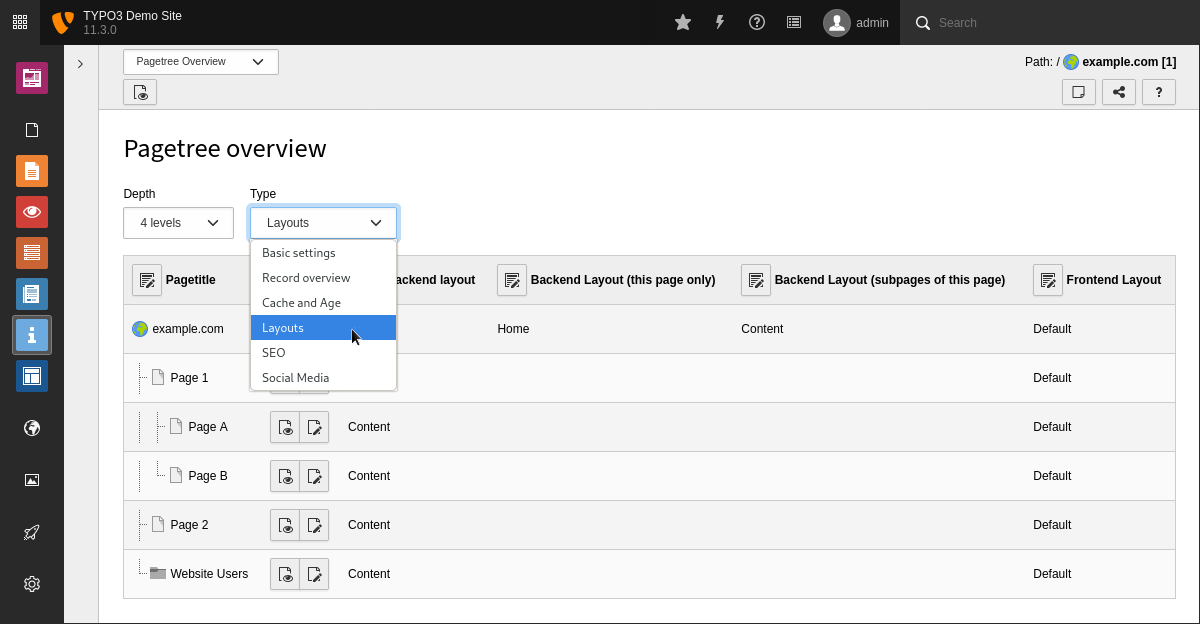 TYPO3 Demo Site
11.3.0
admin
Search
Pagetree Overview
Path: / example.com [1]
?
Pagetree overview
Depth
Type
4 levels
Layouts
Basic settings
Record overview
Cache and Age
Layouts
SEO
Social Media
Pagetitle
ackend layout
Backend Layout (this page only)
Backend Layout (subpages of this page)
Frontend Layout
example.com
Home
Content
Default
Page 1
Default
Page A
Content
Default
Page B
Content
Default
Page 2
Content
Default
Website Users
Content
Default